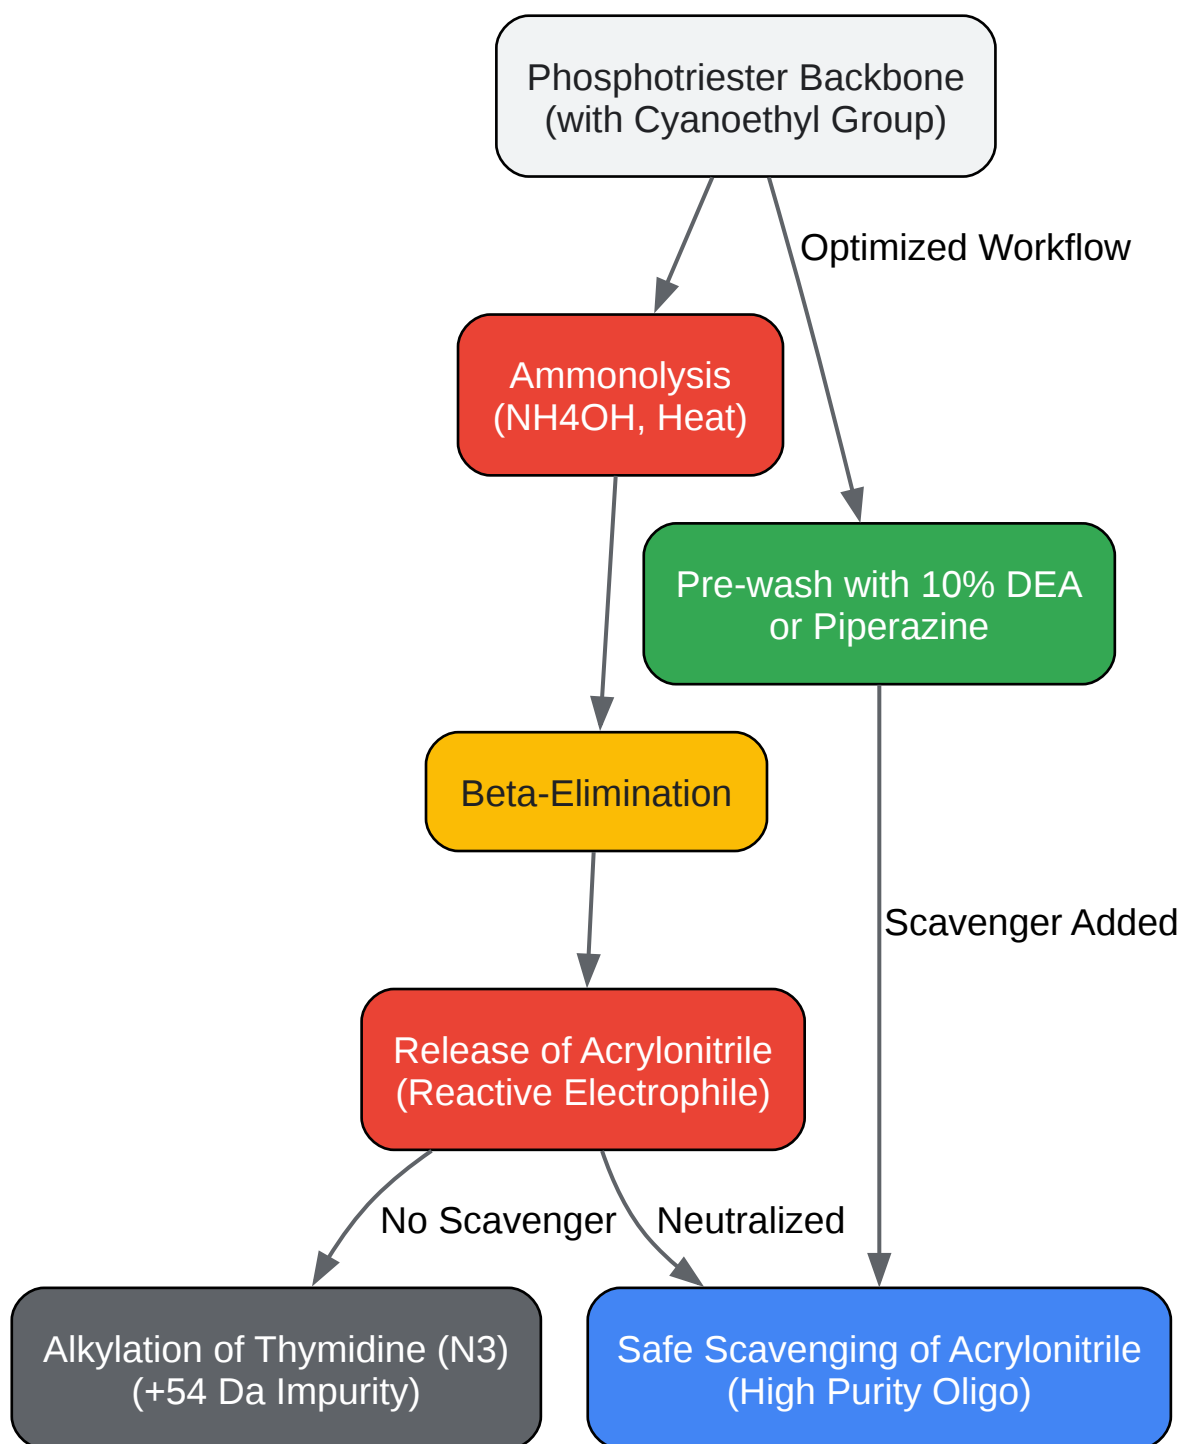 Phosphotriester Backbone
(with Cyanoethyl Group)
Optimized Workflow
Ammonolysis
(NH4OH, Heat)
Pre-wash with 10% DEA
or Piperazine
Beta-Elimination
Scavenger Added
Release of Acrylonitrile
(Reactive Electrophile)
No Scavenger
Neutralized
Alkylation of Thymidine (N3)
(+54 Da Impurity)
Safe Scavenging of Acrylonitrile
(High Purity Oligo)